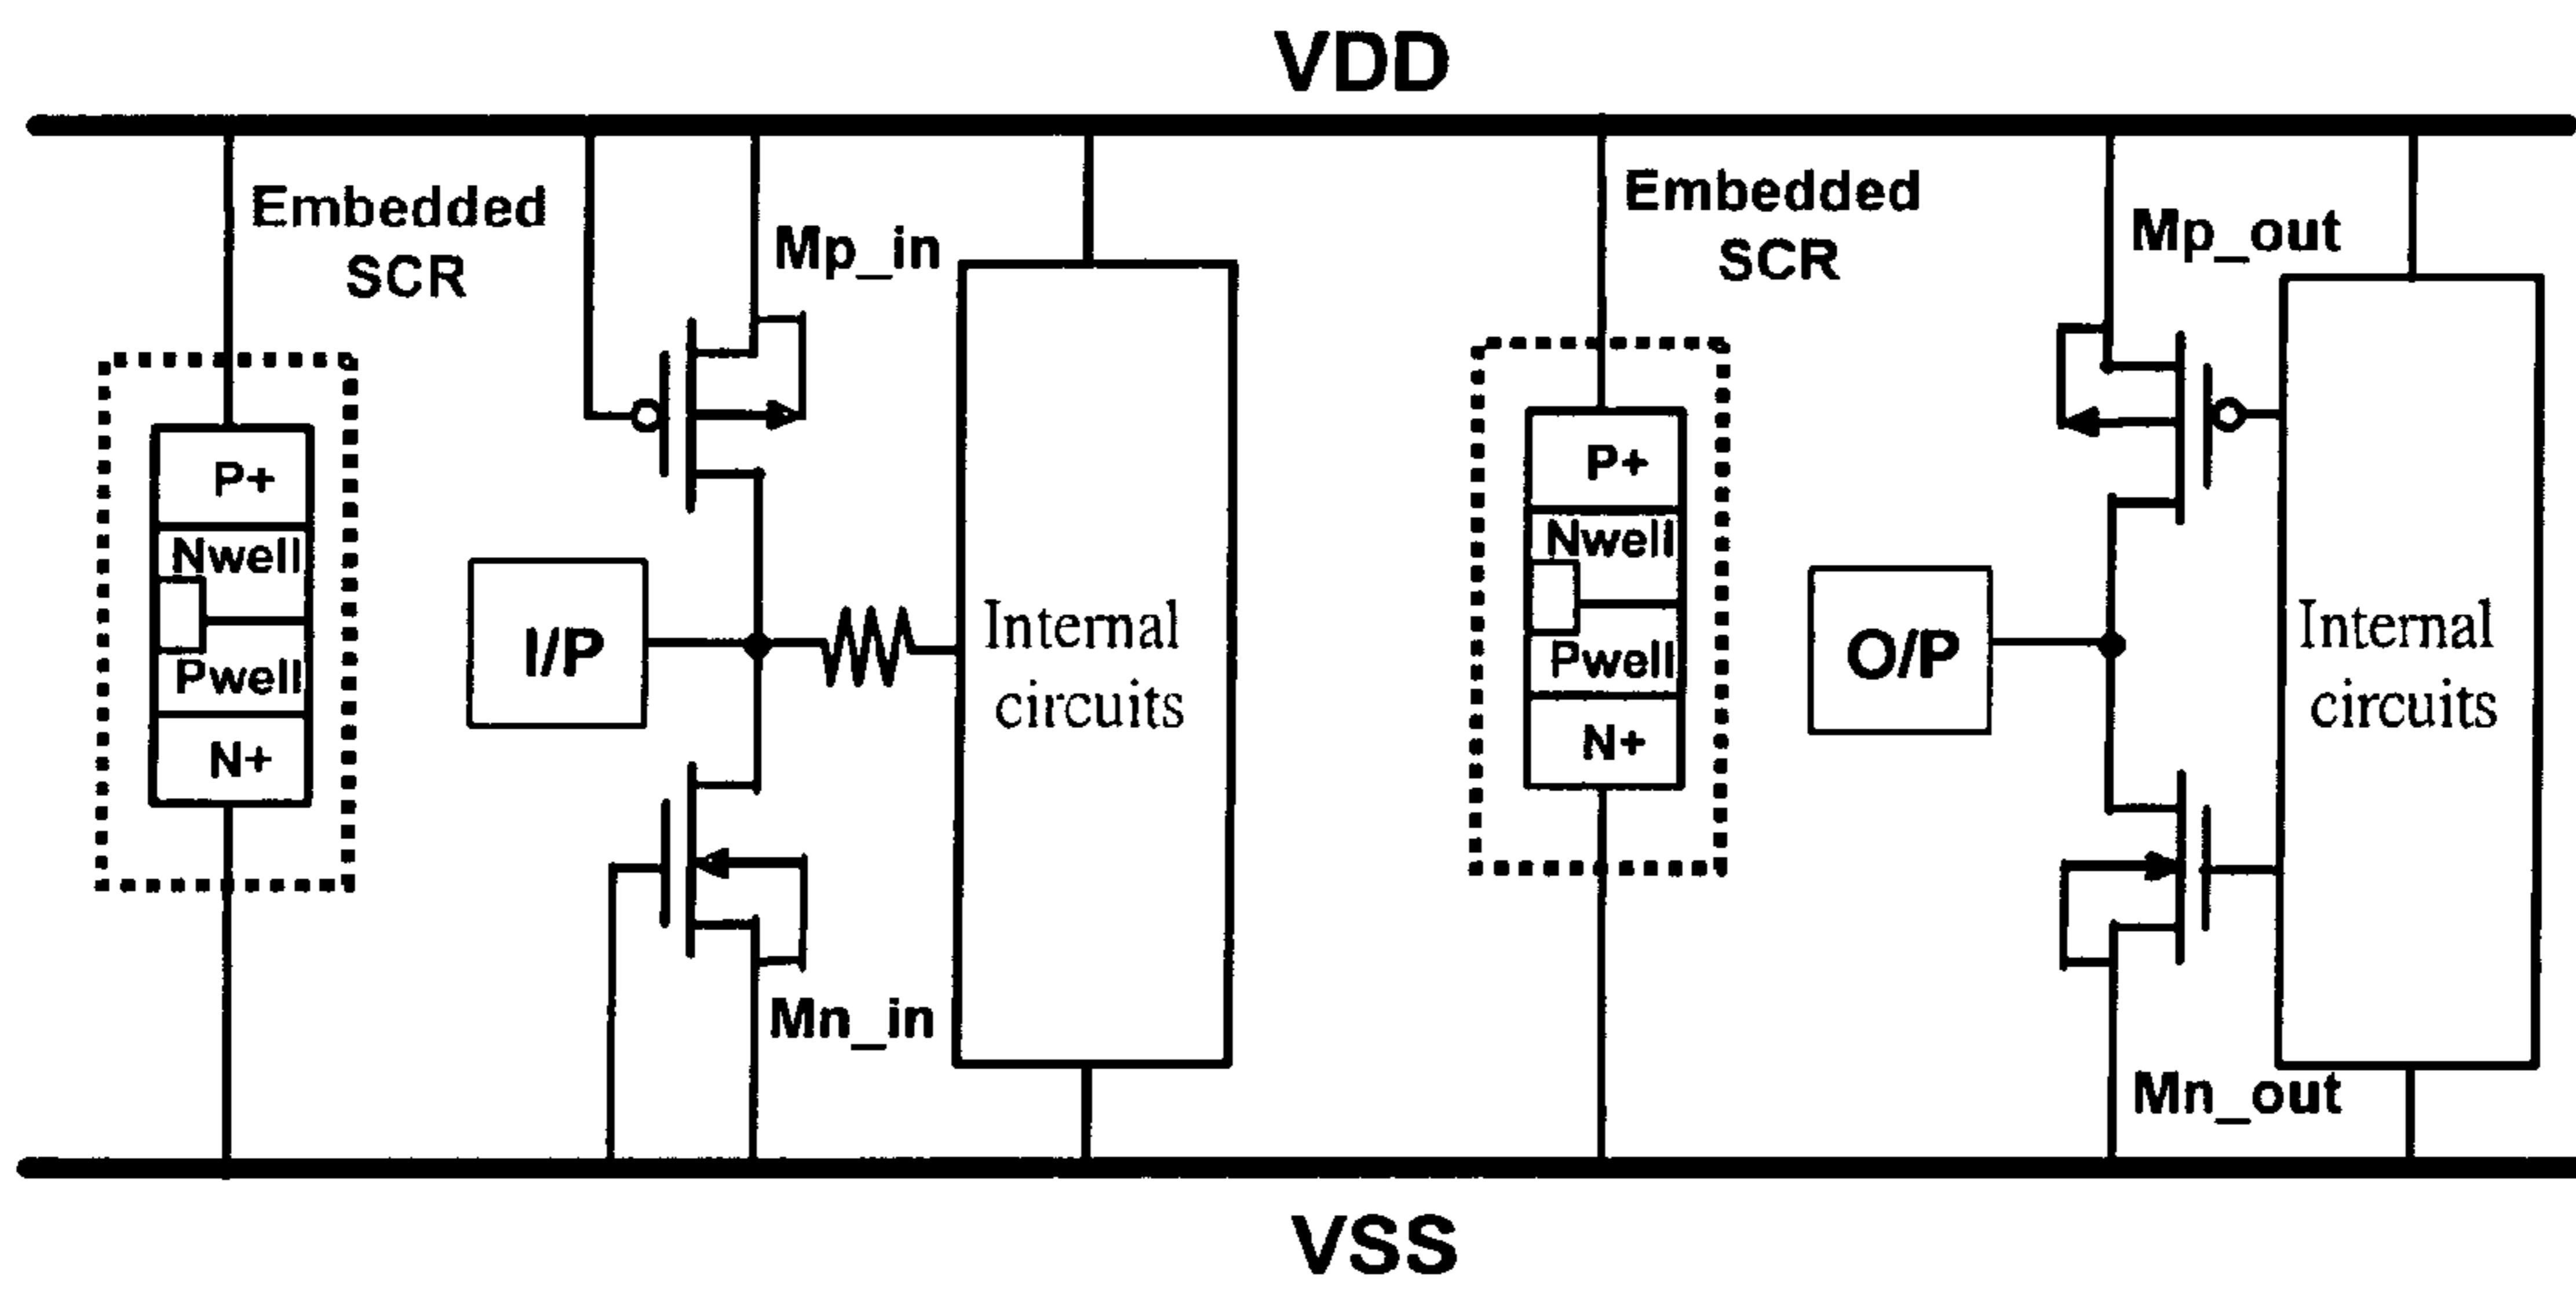 VDD
Embedded
SCR
Mp_in
P+
Nwell
Pwell
N+
I/P
Internal
circuits
Mn_in
Embedded
SCR
Mp_out
P+
Nwell
Pwell
N+
O/P
Internal
circuits
Mn_out
VSS